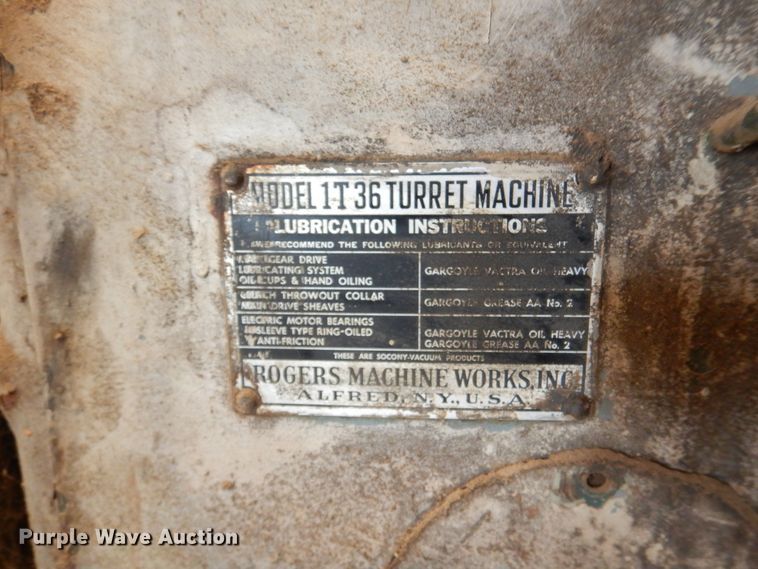 MODEL 1T36 TURRET MACHINE
LUBRICATION INSTRUCTIONS
WE RECOMMEND THE FOLLOWING LUBRICANTS OR EQUIVALENT
GEAR DRIVE
LUBRICATING SYSTEM
OIL CUPS & HAND OILING
GARGOYLE VACTRA OIL HEAVY
CLUTCH THROWOUT COLLAR
MAIN DRIVE SHEAVES
GARGOYLE GREASE AA No. 2
ELECTRIC MOTOR BEARINGS
SLEEVE TYPE RING-OILED
ANTI-FRICTION
GARGOYLE VACTRA OIL HEAVY
GARGOYLE GREASE AA No. 2
THESE ARE SOCONY-VACUUM PRODUCTS
ROGERS MACHINE WORKS, INC.
ALFRED, N.Y., U.S.A.
Purple Wave Auction